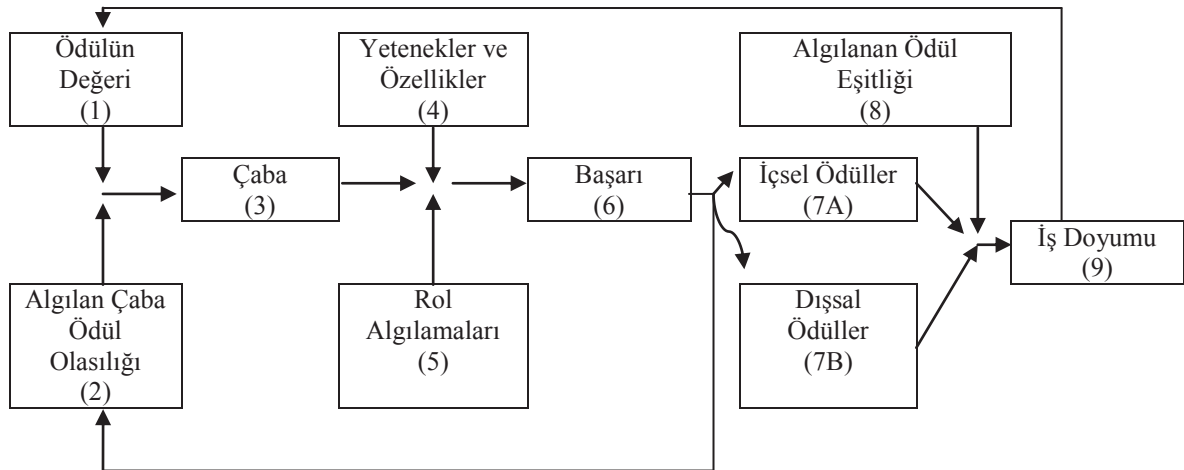 Ödülün
Değeri
(1)
Yetenekler ve
Özellikler
(4)
Algılanan Ödül
Eşitliği
(8)
Çaba
(3)
Başarı
(6)
İçsel Ödüller
(7A)
İş Doyumu
(9)
Algılan Çaba
Ödül
Olasılığı
(2)
Rol
Algılamaları
(5)
Dışsal
Ödüller
(7B)